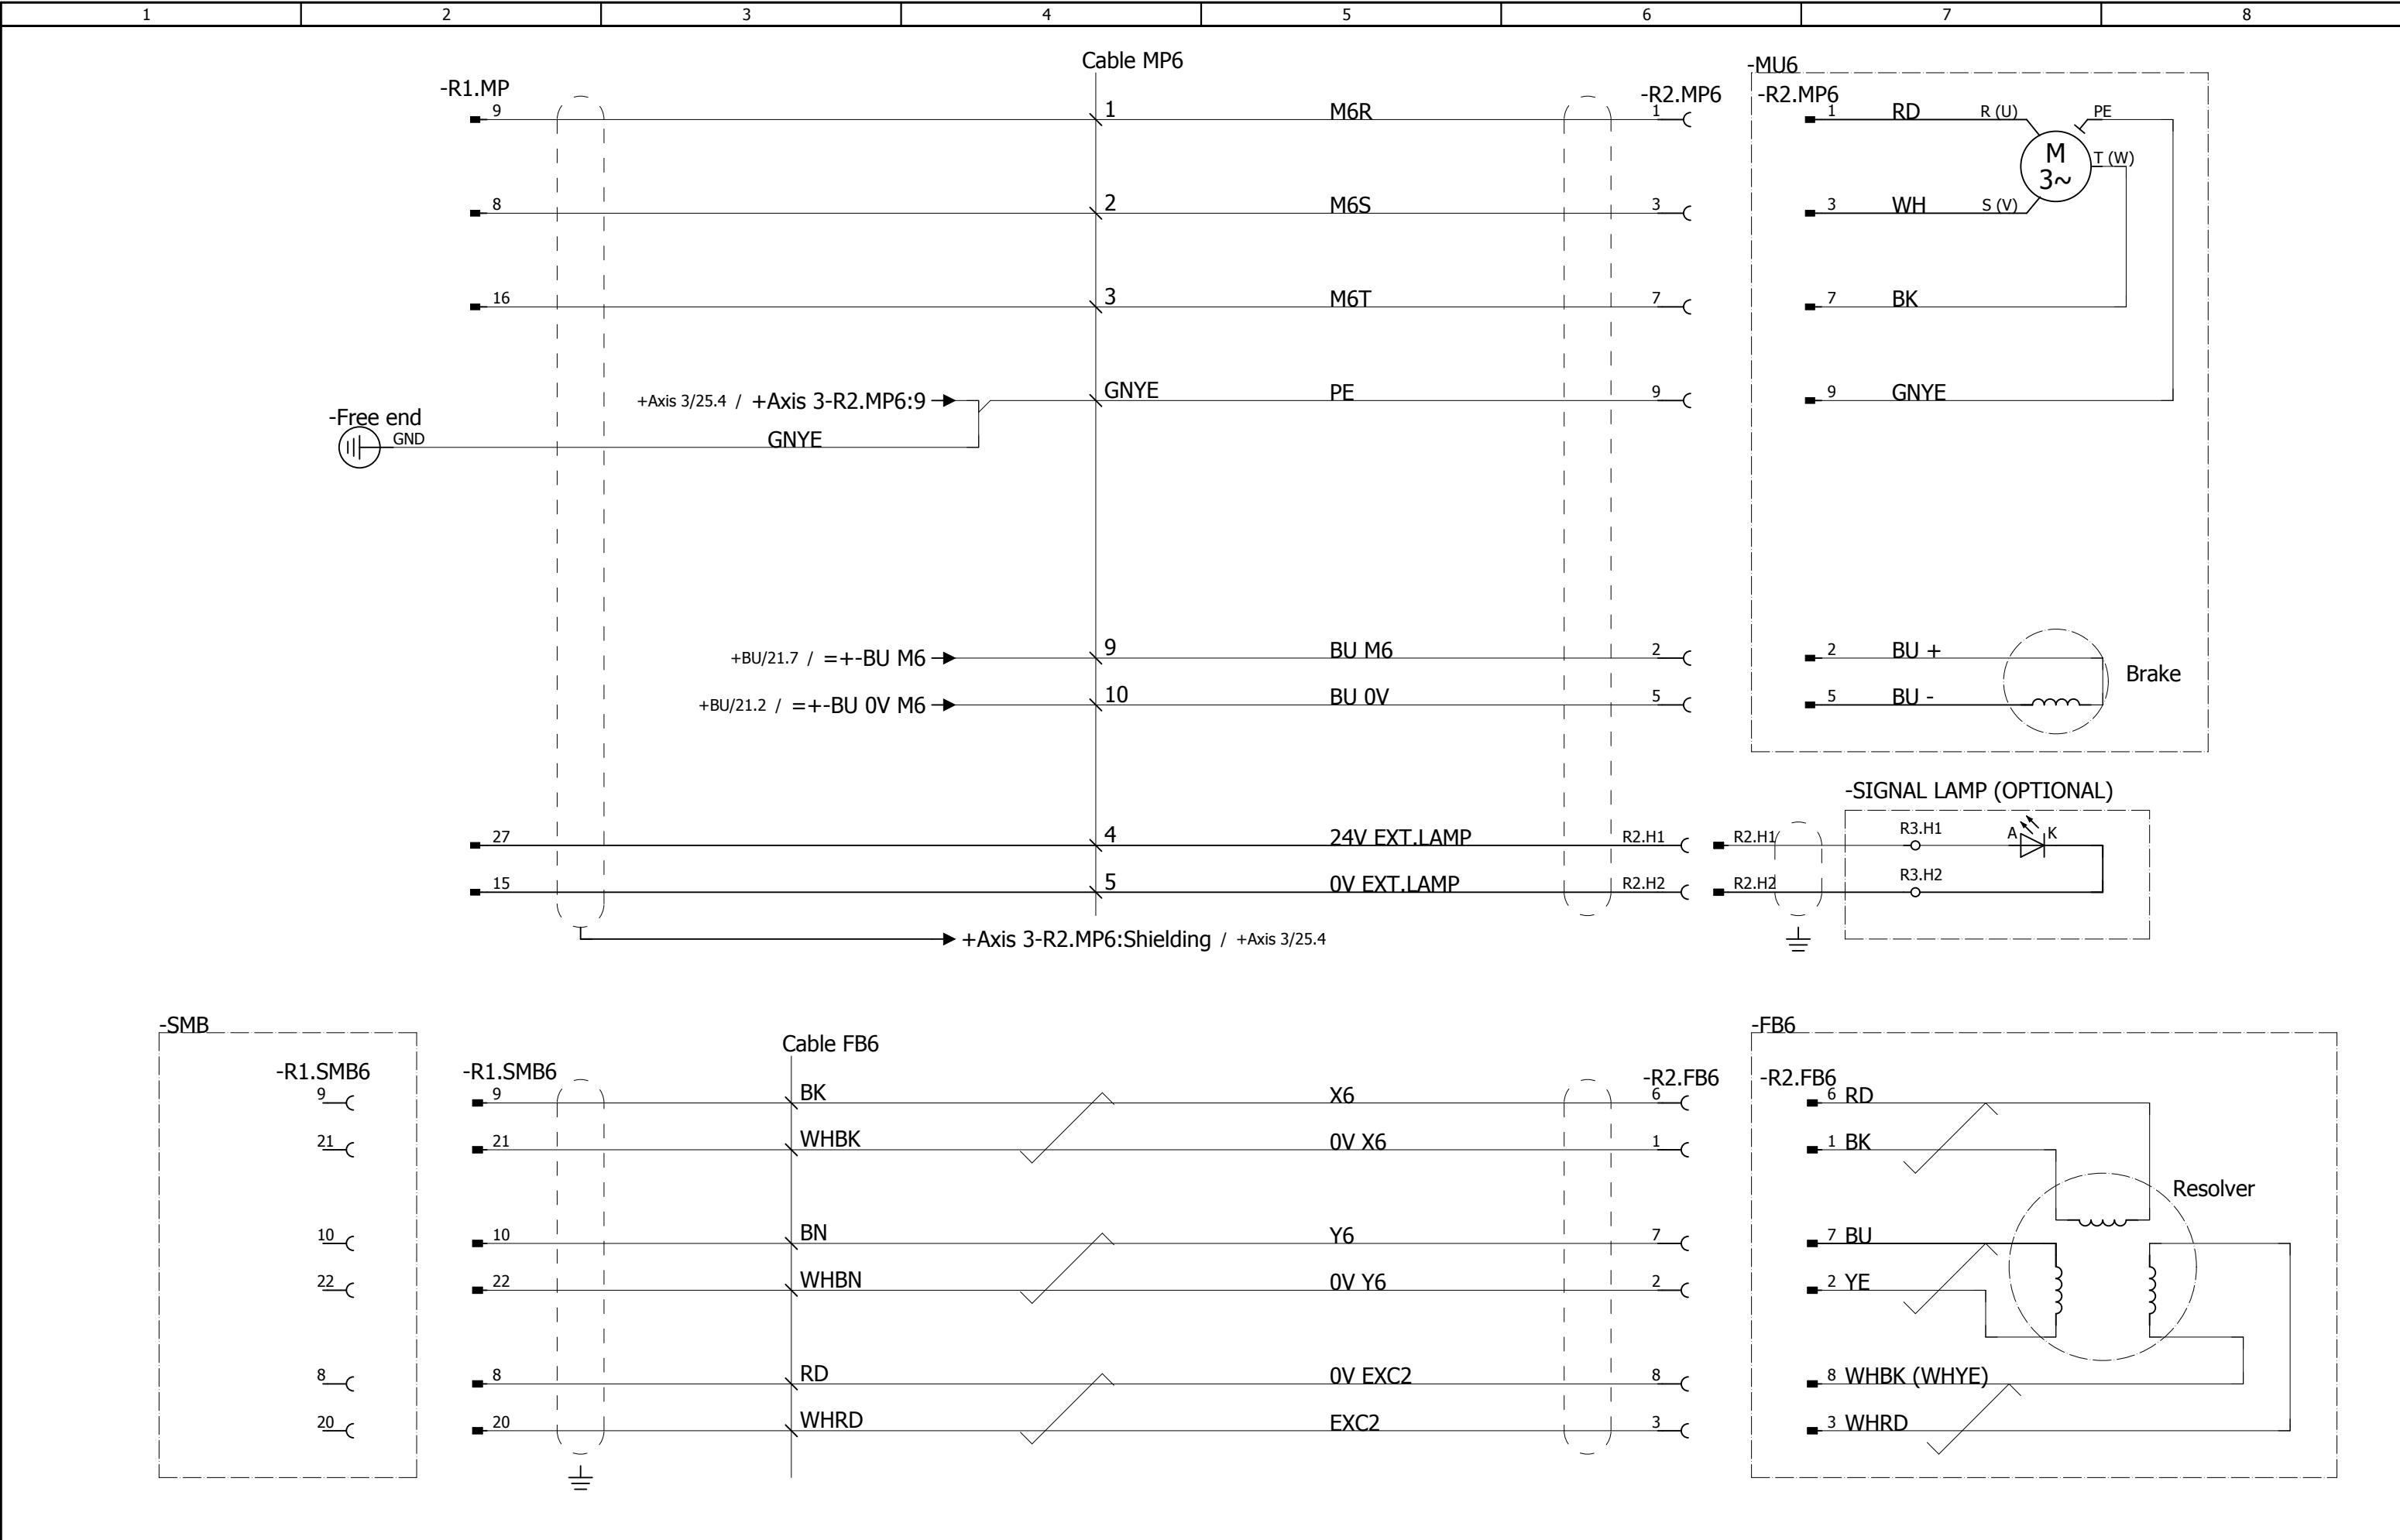 1 2 3 4 5 6 7 8
Cable MP6
-MU6
-R1.MP -R2.MP6 -R2.MP6
9 1 M6R 1 1 RD R (U) PE
M
3~
T (W)
8 2 M6S 3 3 WH S (V)
16 3 M6T 7 7 BK
+Axis 3/25.4 / +Axis 3-R2.MP6:9 GNYE PE 9 9 GNYE
-Free end
GND GNYE
+BU/21.7 / =+-BU M6 9 BU M6 2 2 BU +
Brake
+BU/21.2 / =+-BU 0V M6 10 BU 0V 5 5 BU -
-SIGNAL LAMP (OPTIONAL)
27 4 24V EXT.LAMP R2.H1 R2.H1 R3.H1 A K
15 5 0V EXT.LAMP R2.H2 R2.H2 R3.H2
+Axis 3-R2.MP6:Shielding / +Axis 3/25.4
-SMB -FB6
Cable FB6
-R1.SMB6 -R1.SMB6 -R2.FB6 -R2.FB6
9 9 BK X6 6 6 RD
21 21 WHBK 0V X6 1 1 BK
Resolver
10 10 BN Y6 7 7 BU
22 22 WHBN 0V Y6 2 2 YE
8 8 RD 0V EXC2 8 8 WHBK (WHYE)
20 20 WHRD EXC2 3 3 WHRD